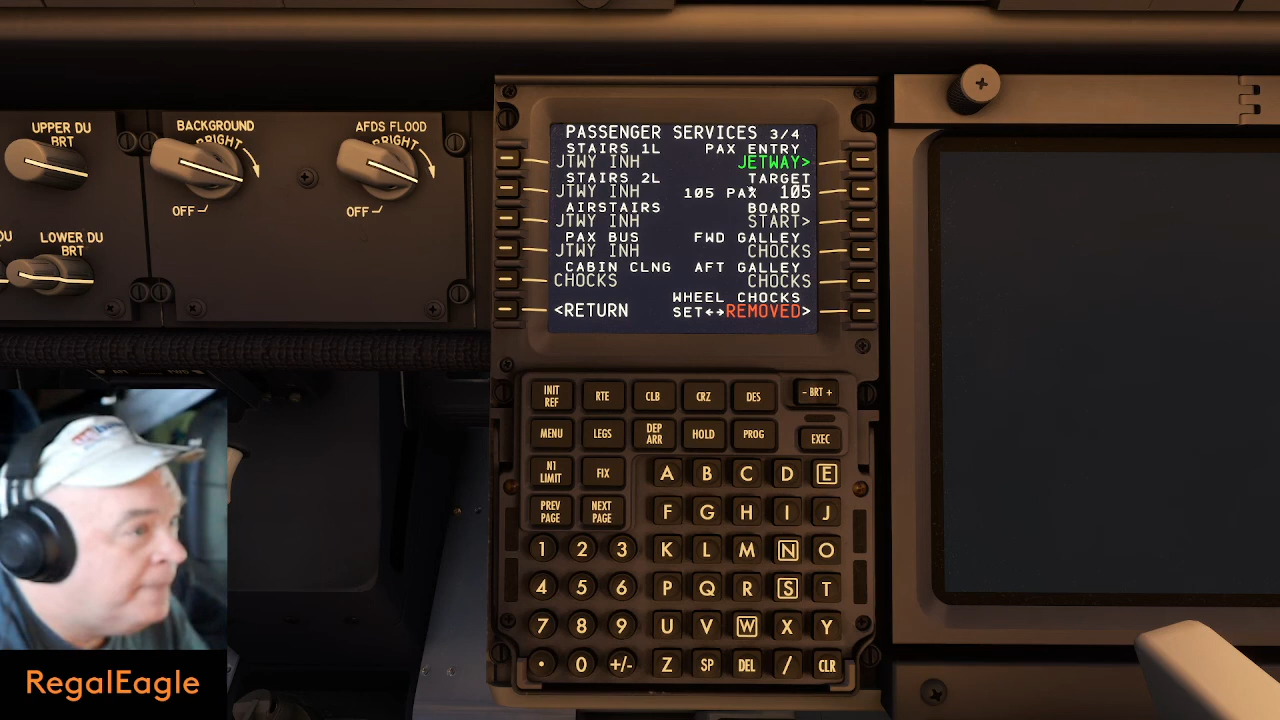 UPPER DU
BRT
BACKGROUND
BRIGHT
OFF
AFDS FLOOD
BRIGHT
OFF
DU
LOWER DU
BRT
PASSENGER SERVICES 3/4
STAIRS 1L PAX ENTRY
JTWY INH JETWAY>
STAIRS 2L TARGET
JTWY INH 105 PAX 105
AIRSTAIRS BOARD
JTWY INH START>
PAX BUS FWD GALLEY
JTWY INH CHOCKS
CABIN CLNG AFT GALLEY
CHOCKS CHOCKS
WHEEL CHOCKS
<RETURN SET←→REMOVED>
INIT REF RTE CLB CRZ DES - BRT +
MENU LEGS DEP ARR HOLD PROG EXEC
N1 LIMIT FIX A B C D E
PREV PAGE NEXT PAGE F G H I J
1 2 3 K L M N O
4 5 6 P Q R S T
7 8 9 U V W X Y
. 0 +/- Z SP DEL / CLR
RegalEagle